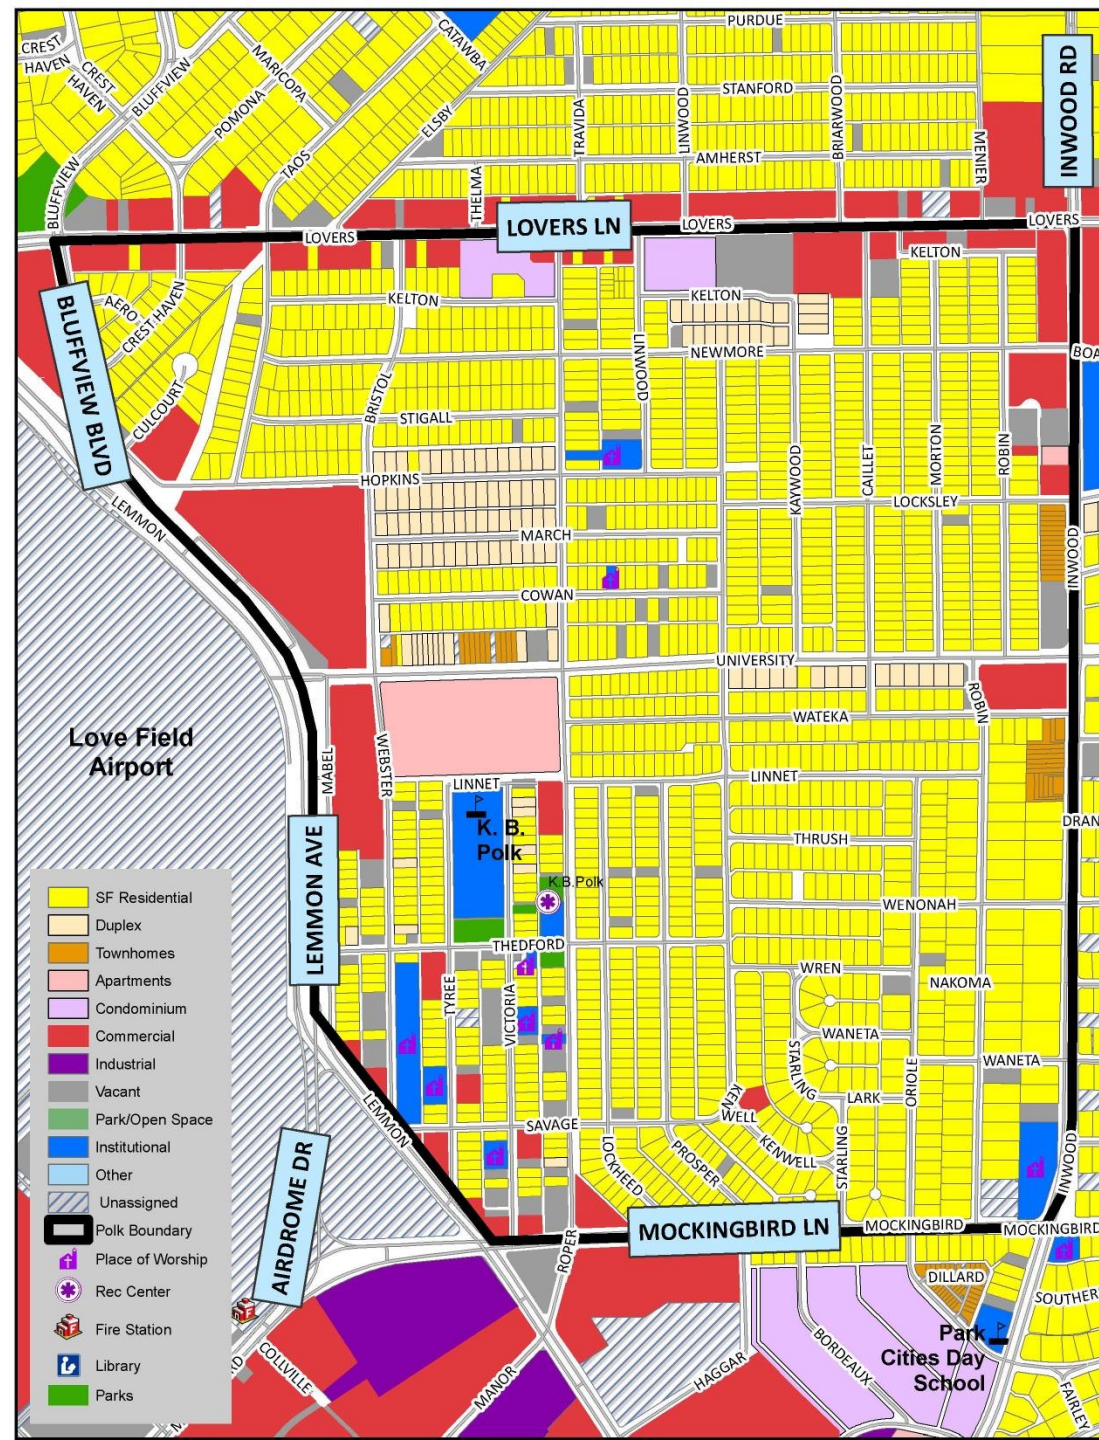 PURDUE
CATAWBA
CREST
HAVEN
CREST
HAVEN
BLUFFVIEW
MARICOPA
POMONA
ELSBY
TAOS
STANFORD
TRAVIDA
LINWOOD
BRIARWOOD
AMHERST
MENIER
INWOOD RD
BLUFFVIEW
THELMA
LOVERS
LOVERS LN
LOVERS
LOVERS
KELTON
AERO
CREST HAVEN
KELTON
KELTON
BLUFFVIEW BLVD
LINWOOD
NEWMORE
BOA
CULCOURT
BRISTOL
STIGALL
HOPKINS
KAYWOOD
CALLET
MORTON
ROBIN
LEMMON
LOCKSLEY
MARCH
INWOOD
COWAN
UNIVERSITY
ROBIN
WATEKA
Love Field
Airport
MABEL
WEBSTER
LINNET
LINNET
K. B.
Polk
THRUSH
DRAN
LEMMON AVE
K.B.Polk
WENONAH
THEDFORD
WREN
NAKOMA
TYREE
VICTORIA
WANETA
WANETA
STARLING
ORIOLE
LEMMON
KENWELL
LARK
SAVAGE
KENWELL
STARLING
LOCKHEED
PROSPER
INWOOD
AIRDROME DR
MOCKINGBIRD LN
MOCKINGBIRD
MOCKINGBIRD
ROPER
DILLARD
SOUTHER
Park
Cities Day
School
BORDEAUX
HAGGAR
MANOR
COLLVILLE
FAIRLEY
SF Residential
Duplex
Townhomes
Apartments
Condominium
Commercial
Industrial
Vacant
Park/Open Space
Institutional
Other
Unassigned
Polk Boundary
Place of Worship
Rec Center
Fire Station
Library
Parks